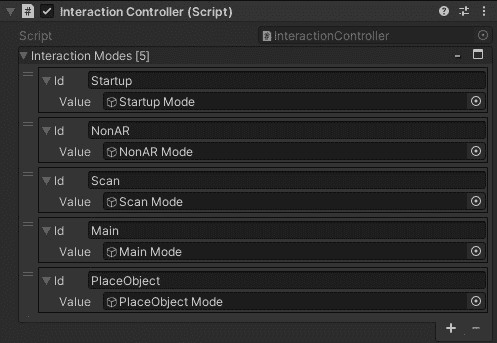 Interaction Controller (Script)
Script InteractionController
Interaction Modes [5]
Id Startup
Value Startup Mode
Id NonAR
Value NonAR Mode
Id Scan
Value Scan Mode
Id Main
Value Main Mode
Id PlaceObject
Value PlaceObject Mode